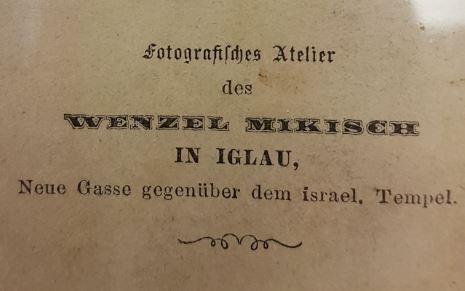 Fotografiſches Atelier
des
WENZEL MIKISCH
IN IGLAU,
Neue Gasse gegenüber dem israel. Tempel.